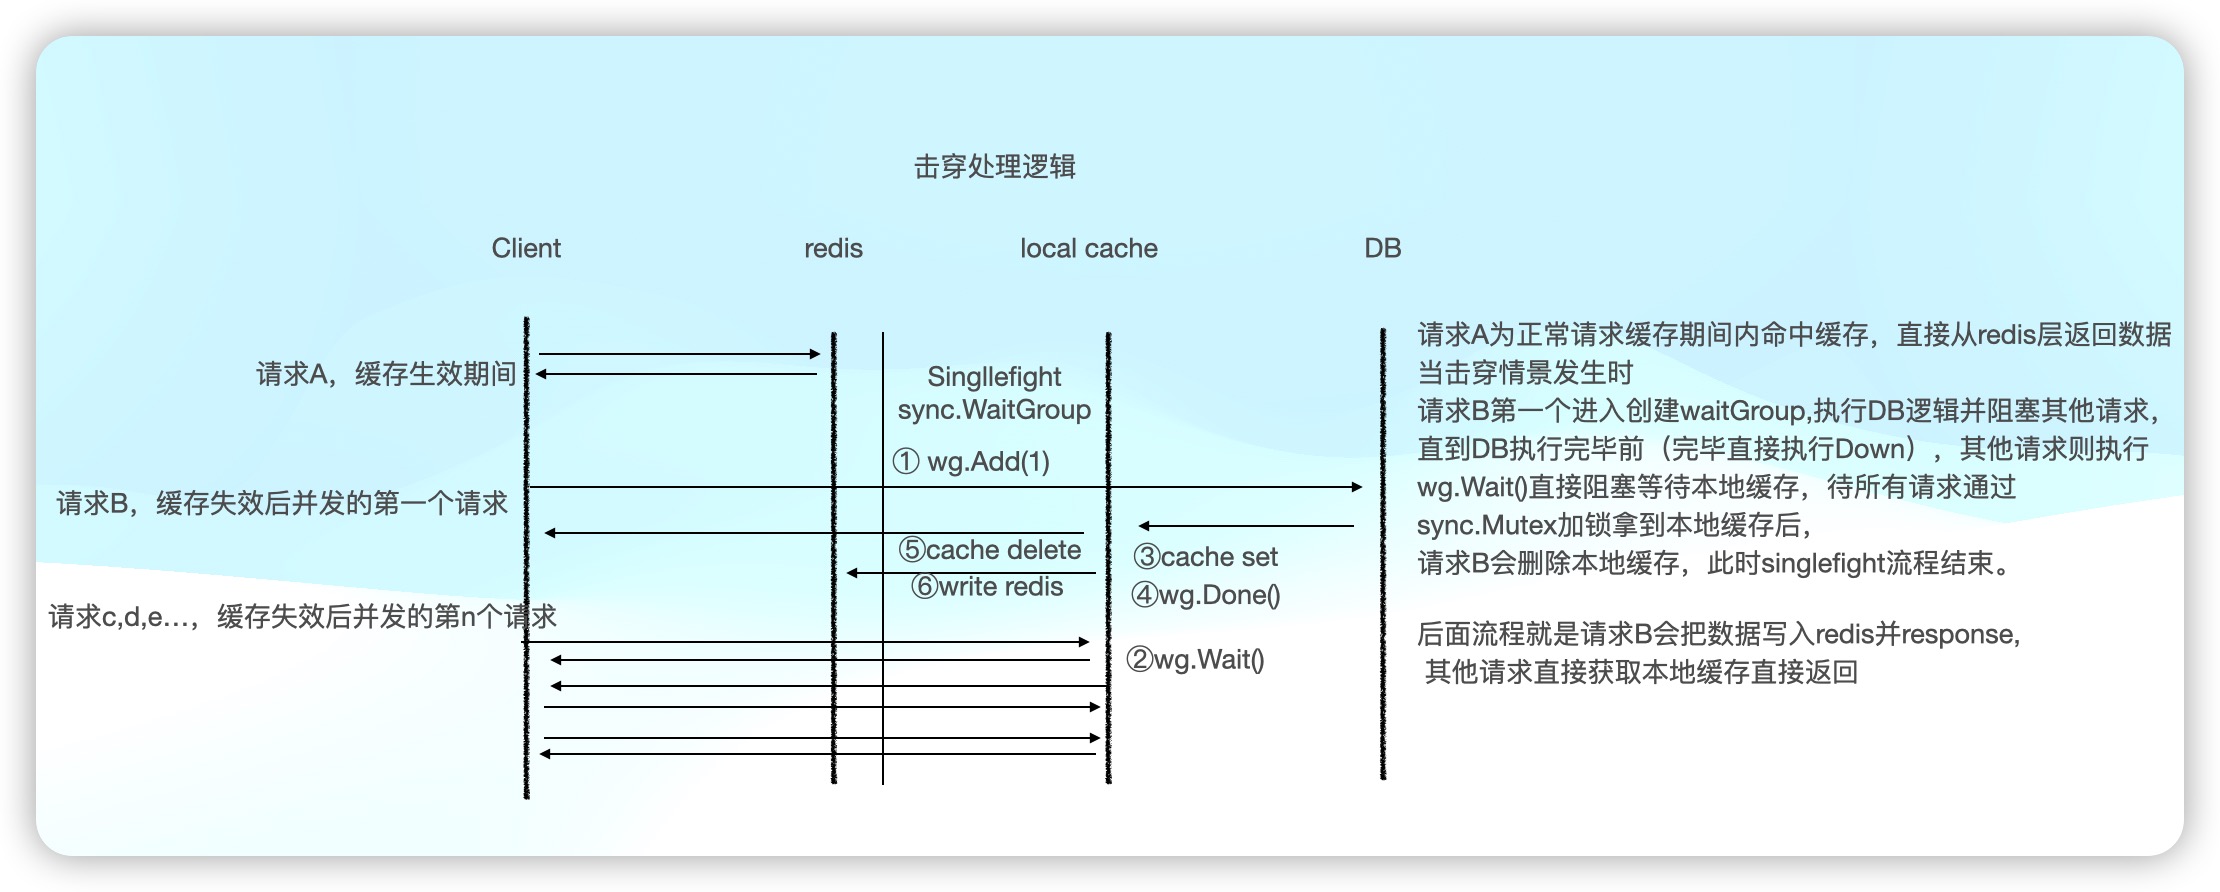 击穿处理逻辑
Client
redis
local cache
DB
请求A，缓存生效期间
Singllefight
sync.WaitGroup
① wg.Add(1)
请求B，缓存失效后并发的第一个请求
⑤cache delete
⑥write redis
③cache set
④wg.Done()
请求c,d,e…，缓存失效后并发的第n个请求
②wg.Wait()
请求A为正常请求缓存期间内命中缓存，直接从redis层返回数据
当击穿情景发生时
请求B第一个进入创建waitGroup,执行DB逻辑并阻塞其他请求，
直到DB执行完毕前（完毕直接执行Down），其他请求则执行
wg.Wait()直接阻塞等待本地缓存，待所有请求通过
sync.Mutex加锁拿到本地缓存后，
请求B会删除本地缓存，此时singlefight流程结束。
后面流程就是请求B会把数据写入redis并response,
其他请求直接获取本地缓存直接返回